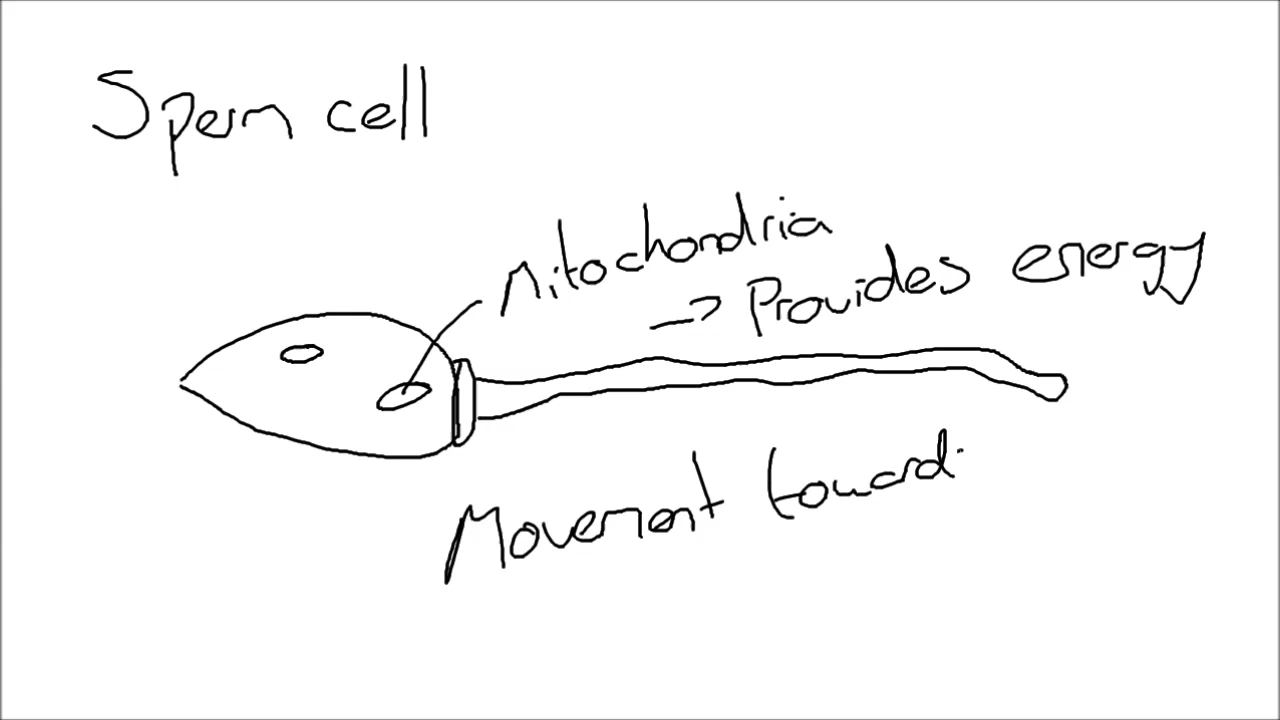 Sperm cell
Mitochondria
-> Provides energy
Movement toward